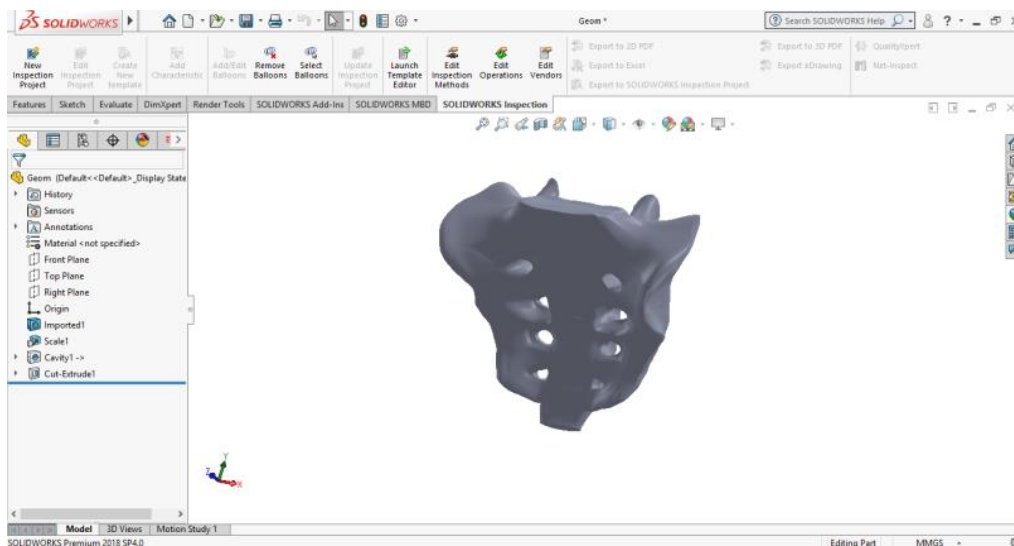 SOLIDWORKS
Geom *
Search SOLIDWORKS Help
New Inspection Project
Edit Inspection Project
Create New template
Add Characteristic
Add/Edit Balloons
Remove Balloons
Select Balloons
Update Inspection Project
Launch Template Editor
Edit Inspection Methods
Edit Operations
Edit Vendors
Export to 2D PDF
Export to Excel
Export to SOLIDWORKS Inspection Project
Export to 3D PDF
Export eDrawing
QualityXpert
Net-Inspect
Features Sketch Evaluate DimXpert Render Tools SOLIDWORKS Add-Ins SOLIDWORKS MBD SOLIDWORKS Inspection
Geom (Default<<Default>_Display State
History
Sensors
Annotations
Material <not specified>
Front Plane
Top Plane
Right Plane
Origin
Imported1
Scale1
Cavity1 ->
Cut-Extrude1
Y
Z
X
Model 3D Views Motion Study 1
SOLIDWORKS Premium 2018 SP4.0
Editing Part MMGS